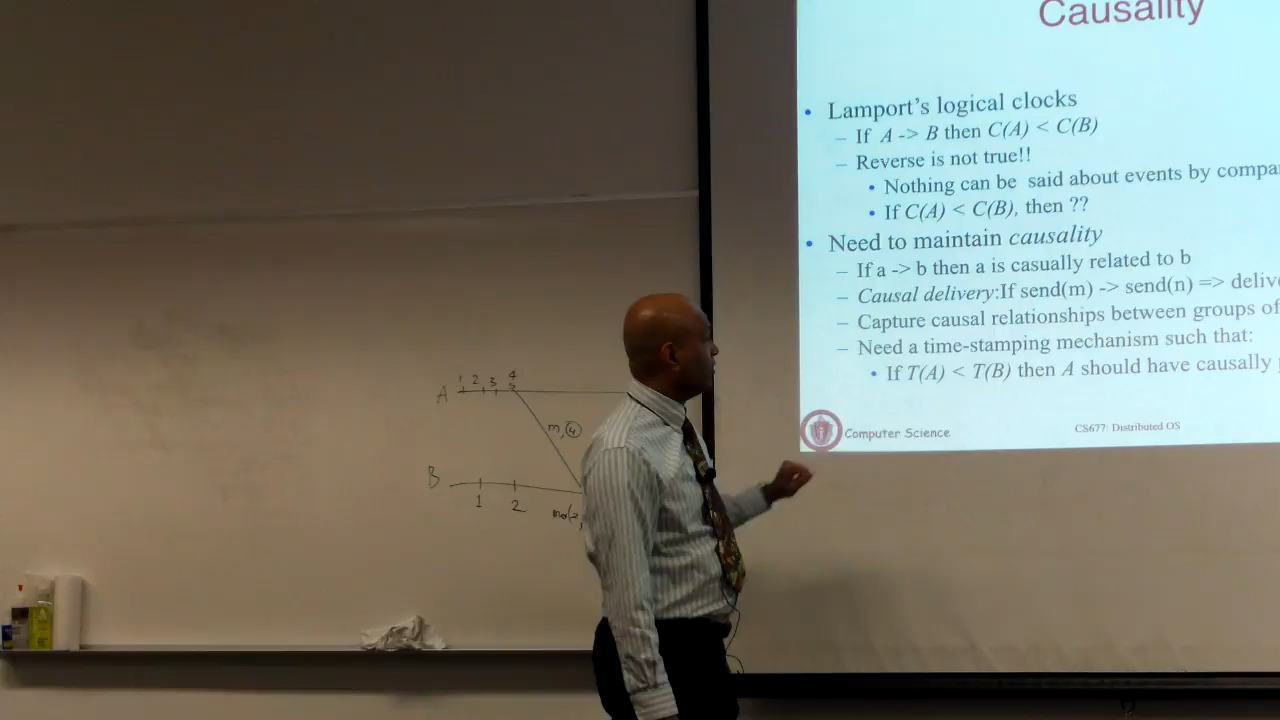 Causality
• Lamport's logical clocks
– If A -> B then C(A) < C(B)
– Reverse is not true!!
• Nothing can be said about events by
• If C(A) < C(B), then ??
• Need to maintain causality
– If a -> b then a is casually related to b
– Causal delivery:If send(m) -> send(n) =>
– Capture causal relationships between groups of
– Need a time-stamping mechanism such that:
• If T(A) < T(B) then A should have causally
Computer Science
CS677: Distributed OS
1 2 3 4
A
m, 4
B
1 2